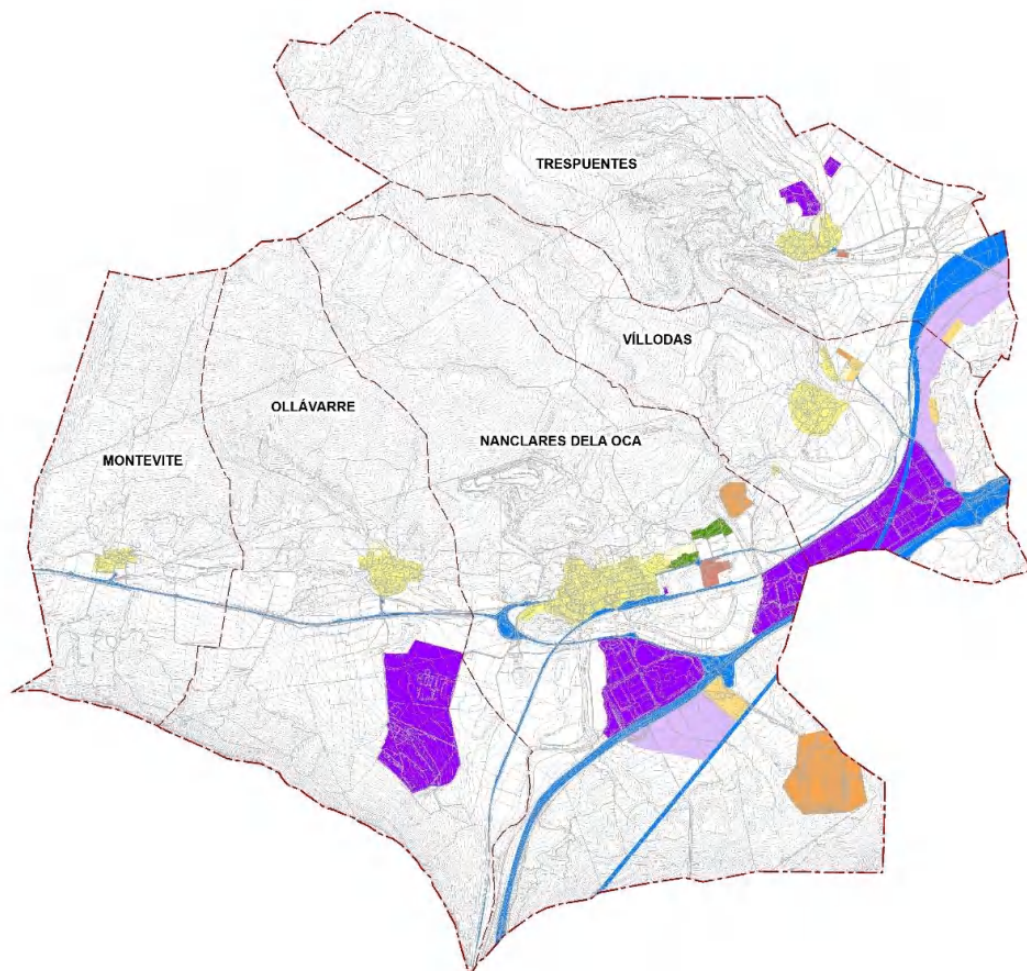 TRESPUENTES
VÍLLODAS
OLLÁVARRE
NANCLARES DELA OCA
MONTEVITE